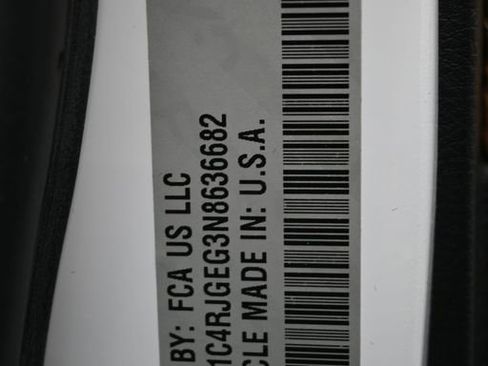 BY: FCA US LLC
1C4RJGEG3N8636682
CLE MADE IN: U.S.A.